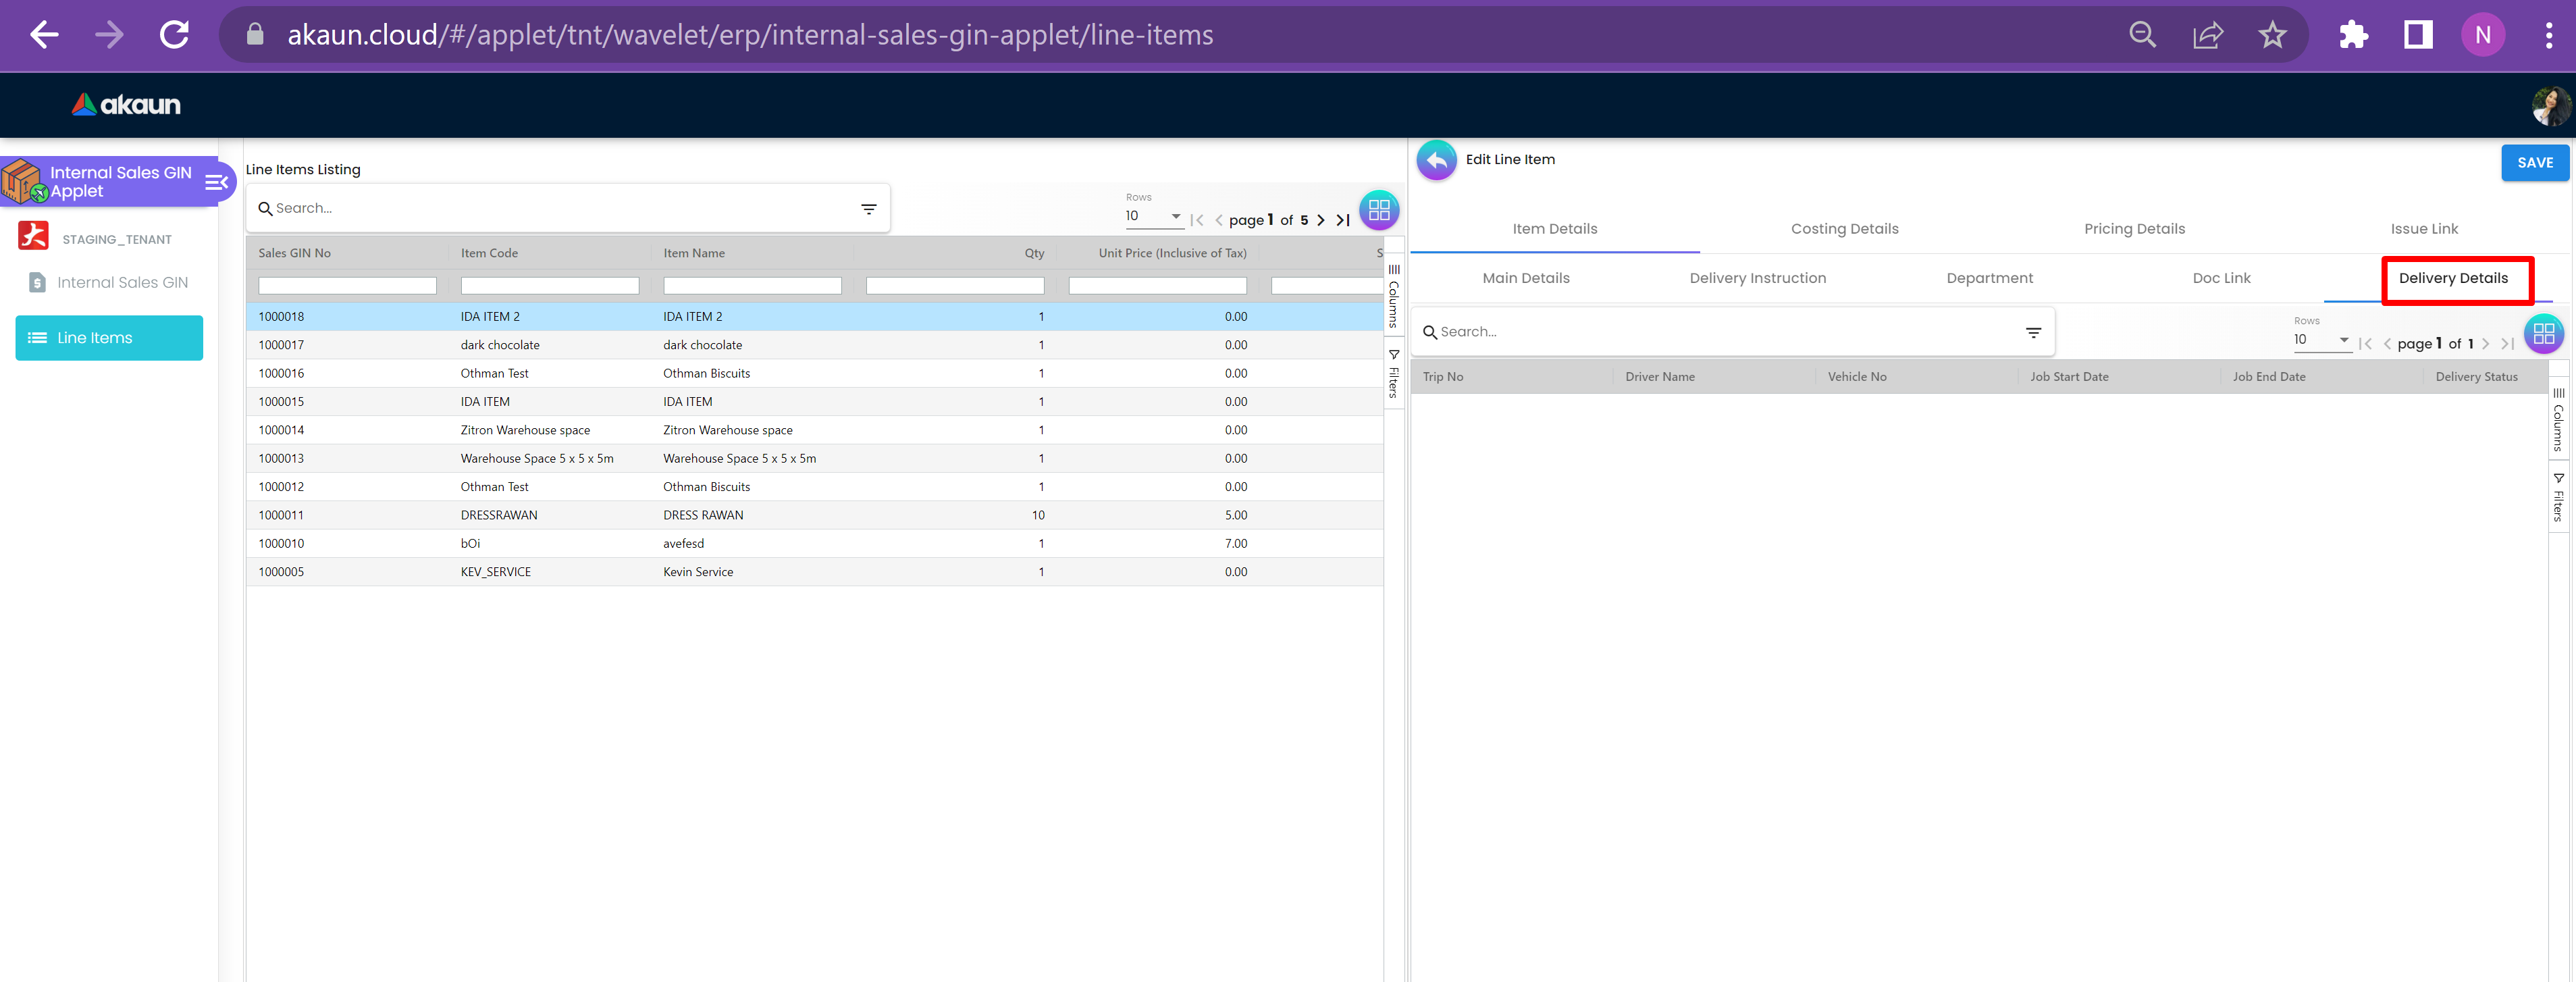 akaun.cloud/#/applet/tnt/wavelet/erp/internal-sales-gin-applet/line-items
N
akaun
Internal Sales GIN
Applet
STAGING_TENANT
Internal Sales GIN
Line Items
Line Items Listing
Search...
Rows
10
page 1 of 5
Sales GIN No Item Code Item Name Qty Unit Price (Inclusive of Tax) S
1000018 IDA ITEM 2 IDA ITEM 2 1 0.00
1000017 dark chocolate dark chocolate 1 0.00
1000016 Othman Test Othman Biscuits 1 0.00
1000015 IDA ITEM IDA ITEM 1 0.00
1000014 Zitron Warehouse space Zitron Warehouse space 1 0.00
1000013 Warehouse Space 5 x 5 x 5m Warehouse Space 5 x 5 x 5m 1 0.00
1000012 Othman Test Othman Biscuits 1 0.00
1000011 DRESSRAWAN DRESS RAWAN 10 5.00
1000010 bOi avefesd 1 7.00
1000005 KEV_SERVICE Kevin Service 1 0.00
Columns
Filters
Edit Line Item
SAVE
Item Details Costing Details Pricing Details Issue Link
Main Details Delivery Instruction Department Doc Link Delivery Details
Search...
Rows
10
page 1 of 1
Trip No Driver Name Vehicle No Job Start Date Job End Date Delivery Status
Columns
Filters